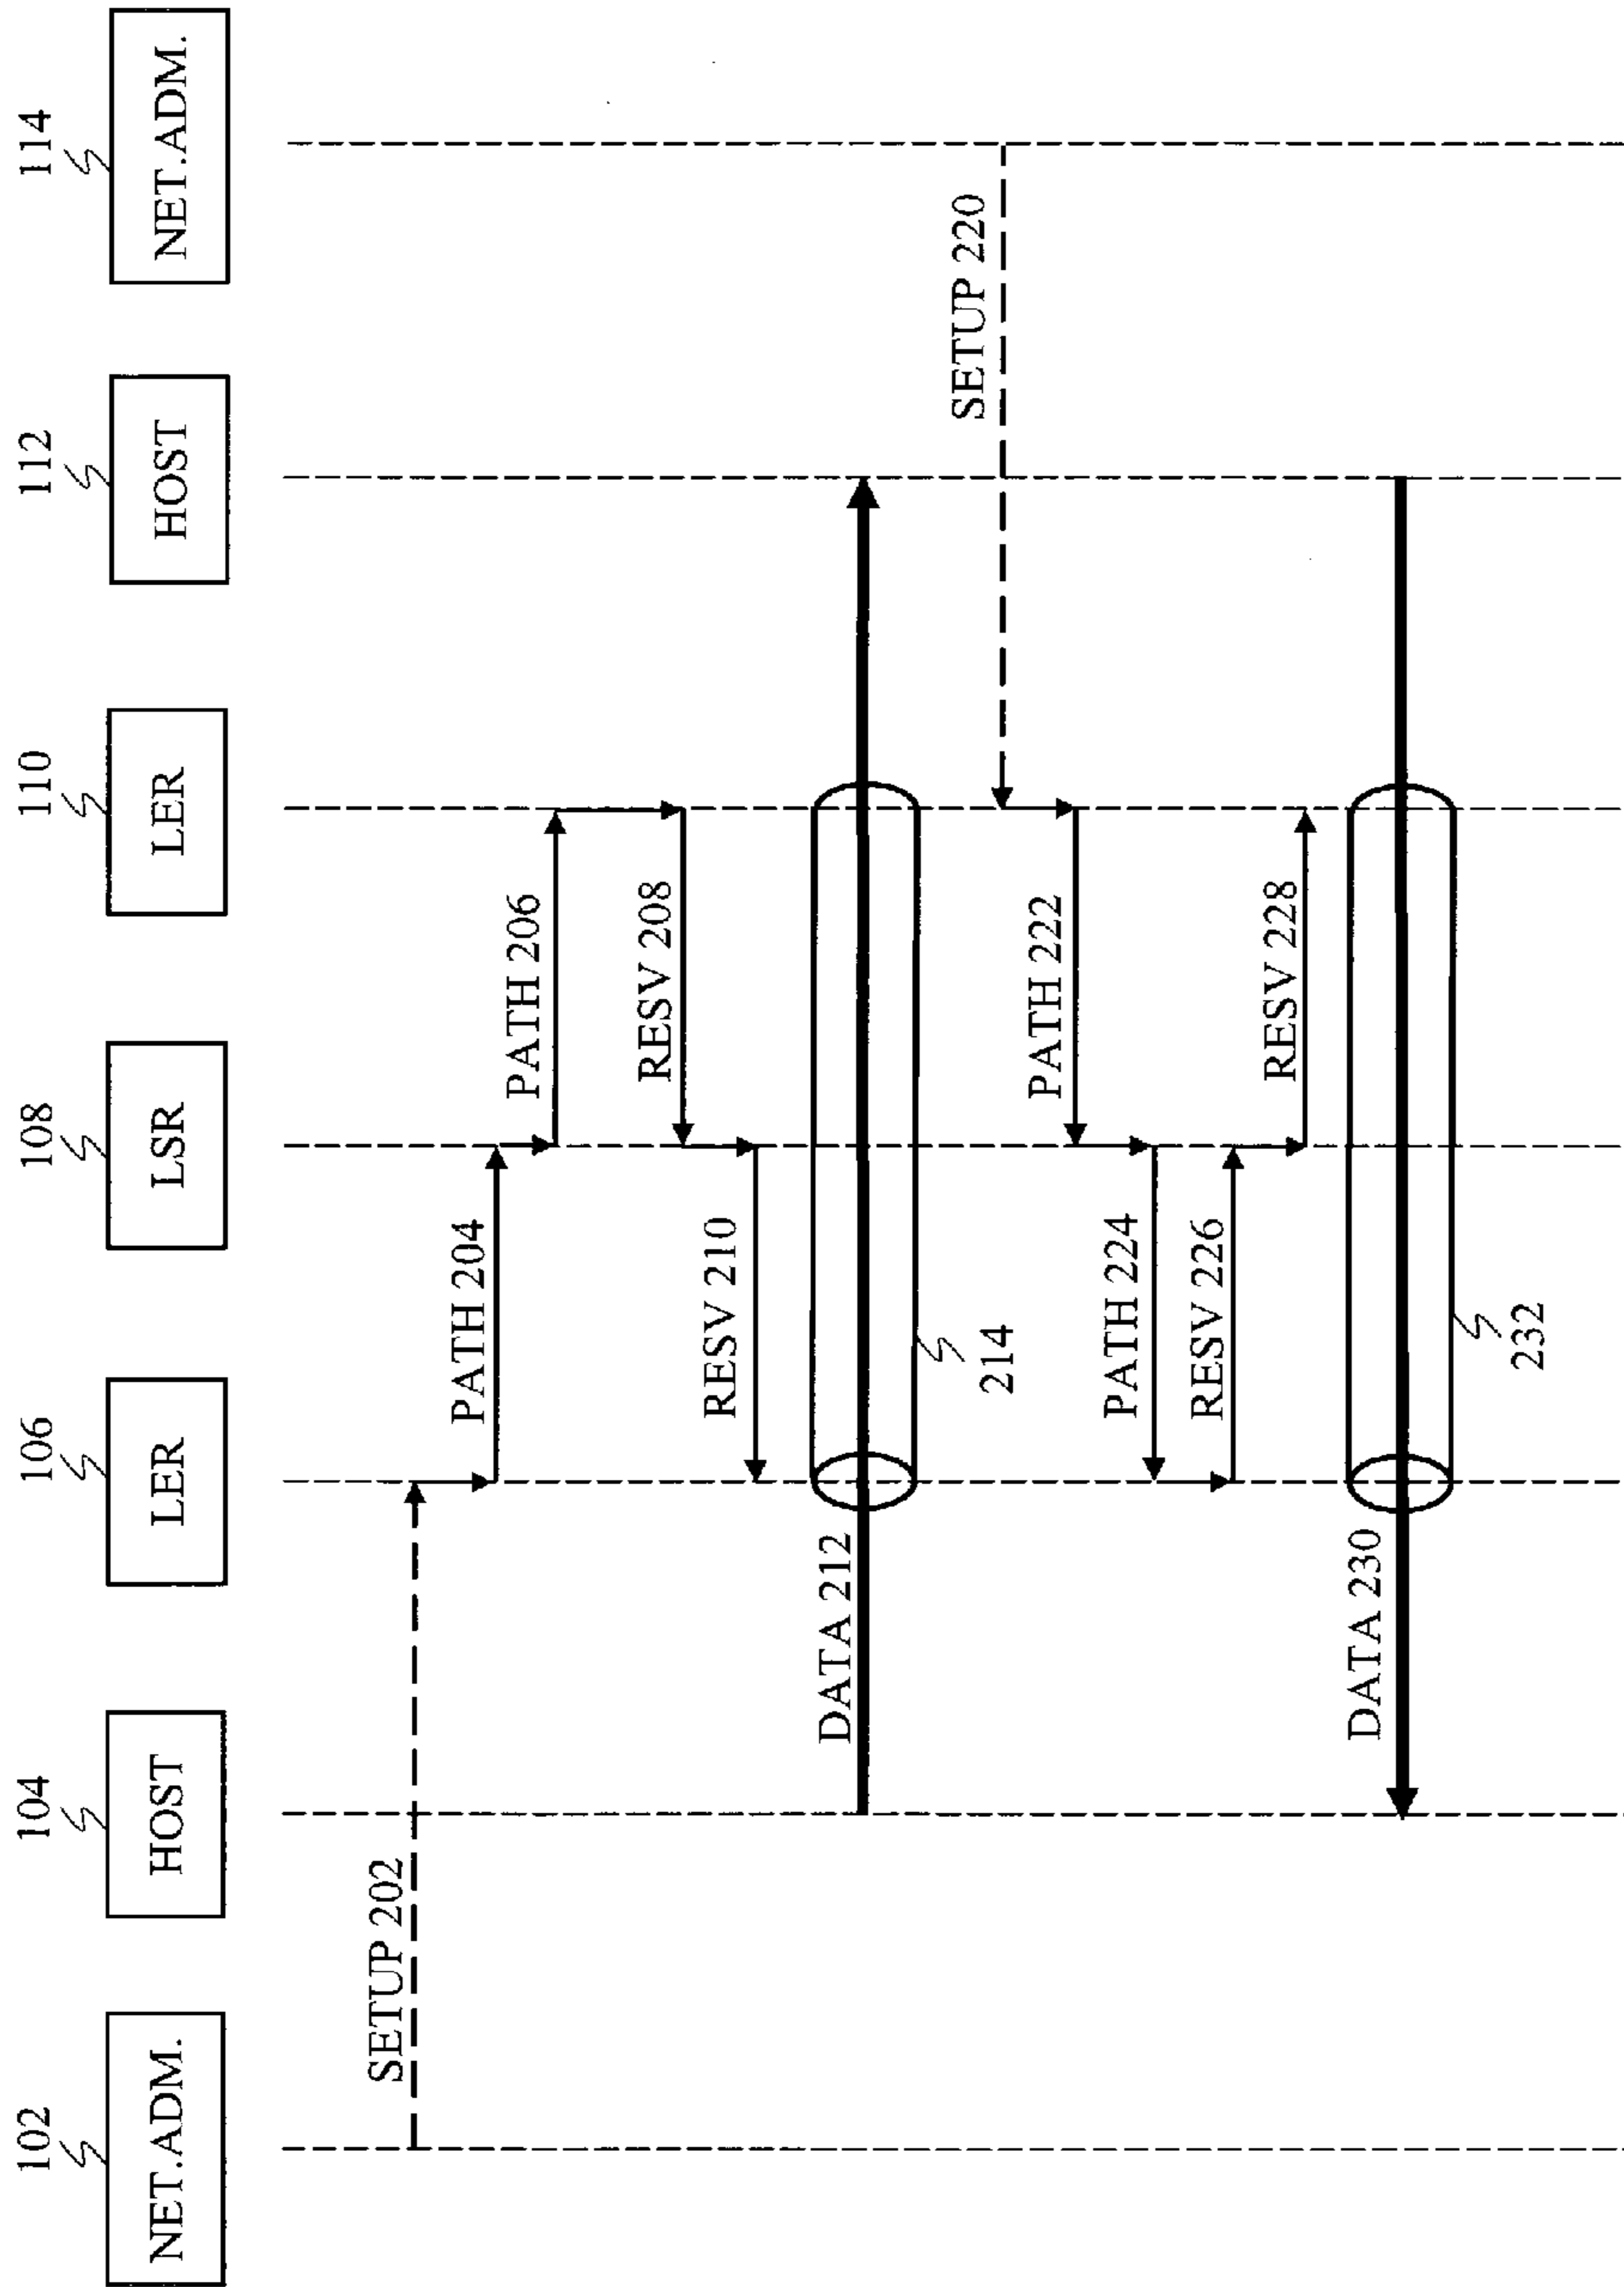 102
104
106
108
110
112
114
NET.ADM.
HOST
LER
LSR
LER
HOST
NET.ADM.
SETUP 202
PATH 204
PATH 206
RESV 208
RESV 210
DATA 212
214
SETUP 220
PATH 222
PATH 224
RESV 226
RESV 228
DATA 230
232